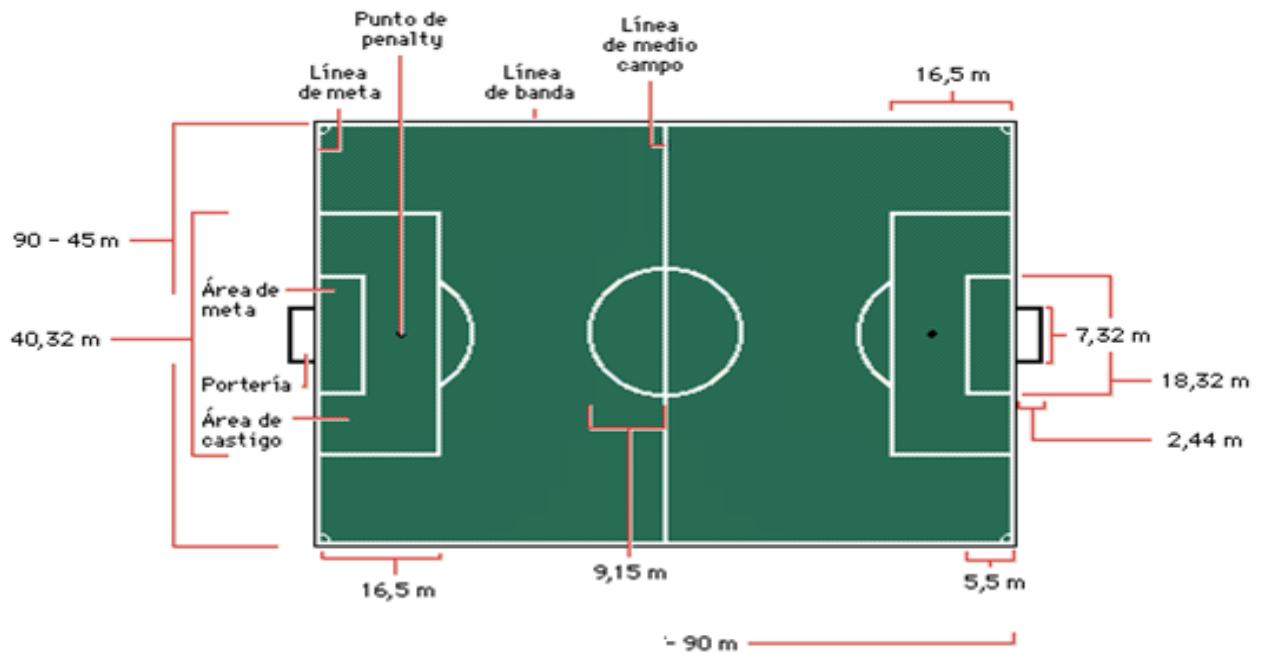 Punto de
penalty
Línea
de meta
Línea
de banda
Línea
de medio
campo
16,5 m
90 - 45 m
Área de
meta
40,32 m
Portería
Área de
castigo
7,32 m
18,32 m
2,44 m
16,5 m
9,15 m
5,5 m
- 90 m